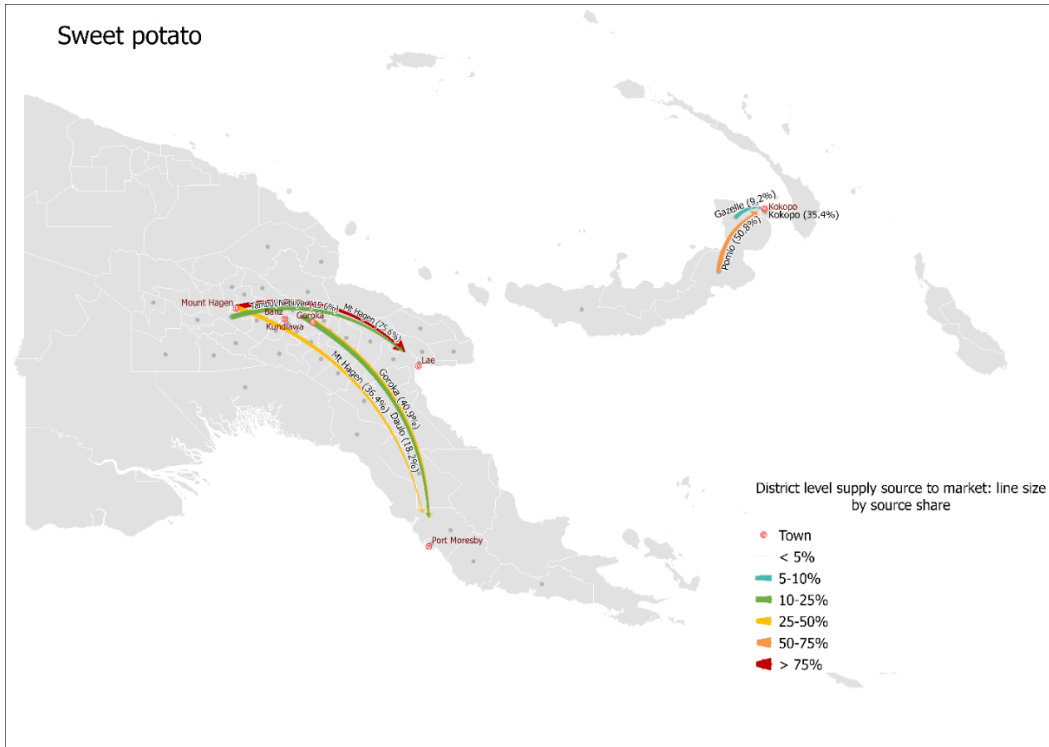 Sweet potato
Gazelle (9.2%)
Kokopo
Kokopo (35.4%)
Pomio (50.8%)
Mount Hagen
Mt Hagen (75.6%)
Banz
Goroka
Kundiawa
Lae
Mt Hagen (36.4%)
Goroka (40.9%)
Daulo (18.2%)
Port Moresby
District level supply source to market: line size
by source share
Town
< 5%
5-10%
10-25%
25-50%
50-75%
> 75%